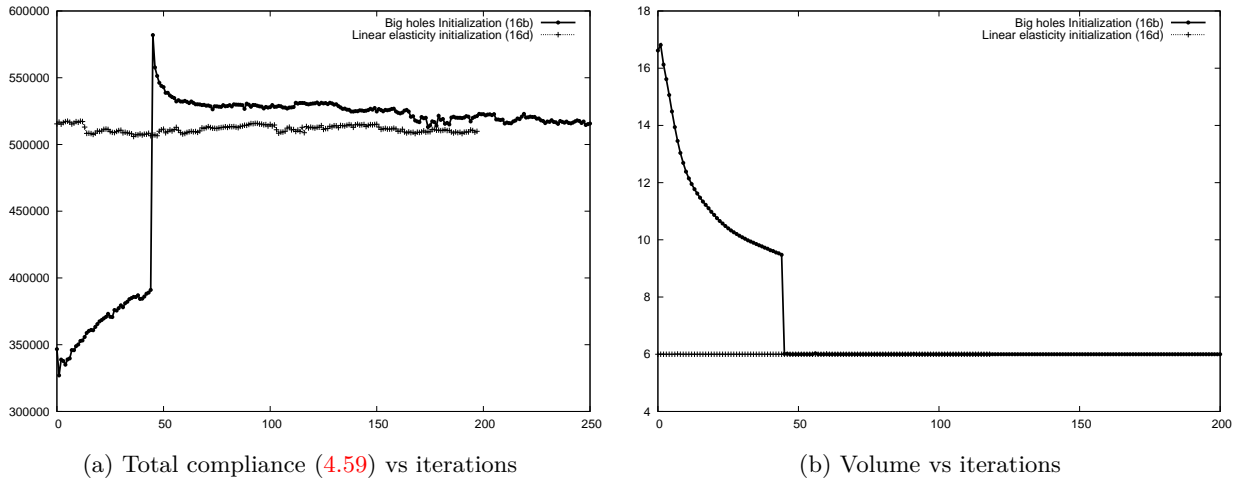 600000
550000
500000
450000
400000
350000
300000
0 50 100 150 200 250
Big holes Initialization (16b)
Linear elasticity initialization (16d)
(a) Total compliance (4.59) vs iterations
18
16
14
12
10
8
6
4
0 50 100 150 200
Big holes Initialization (16b)
Linear elasticity initialization (16d)
(b) Volume vs iterations